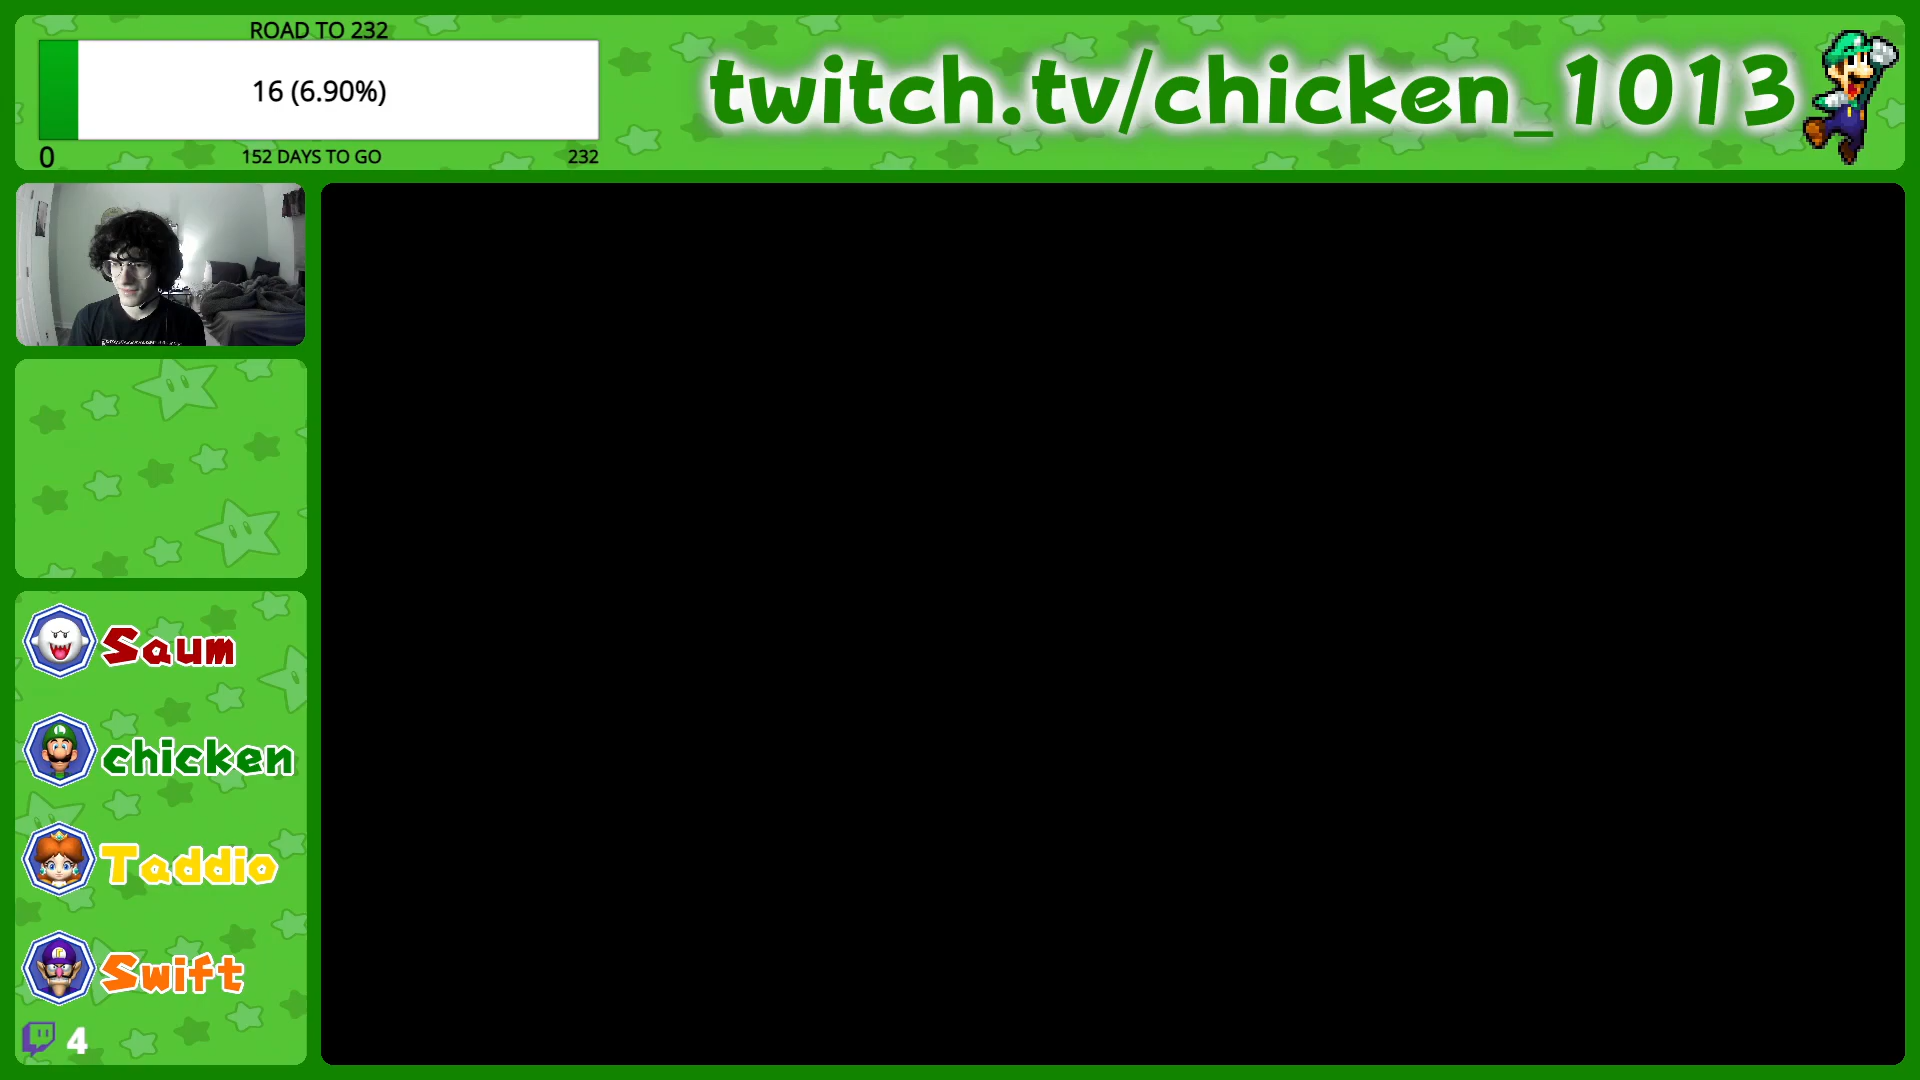 ROAD TO 232
16 (6.90%)
0
152 DAYS TO GO
232
twitch.tv/chicken_1013
Saum
chicken
Taddio
Swift
4